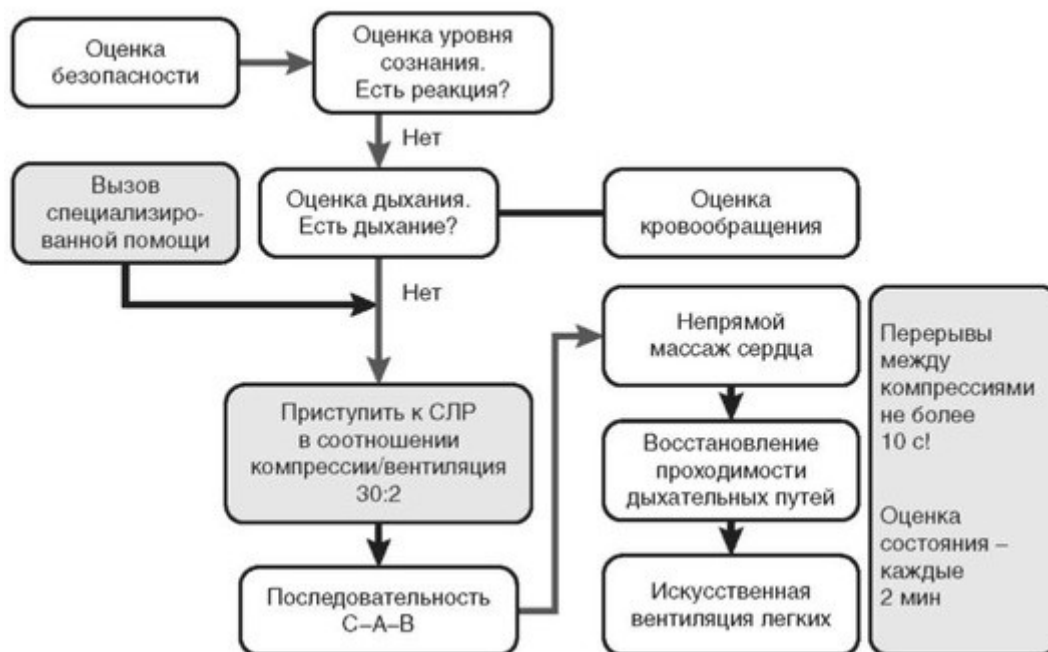 Оценка
безопасности
Оценка уровня
сознания.
Есть реакция?
Нет
Вызов
специализиро-
ванной помощи
Оценка дыхания.
Есть дыхание?
Оценка
кровообращения
Нет
Приступить к СЛР
в соотношении
компрессии/вентиляция
30:2
Последовательность
С–А–В
Непрямой
массаж сердца
Восстановление
проходимости
дыхательных путей
Искусственная
вентиляция легких
Перерывы
между
компрессиями
не более
10 с!
Оценка
состояния –
каждые
2 мин